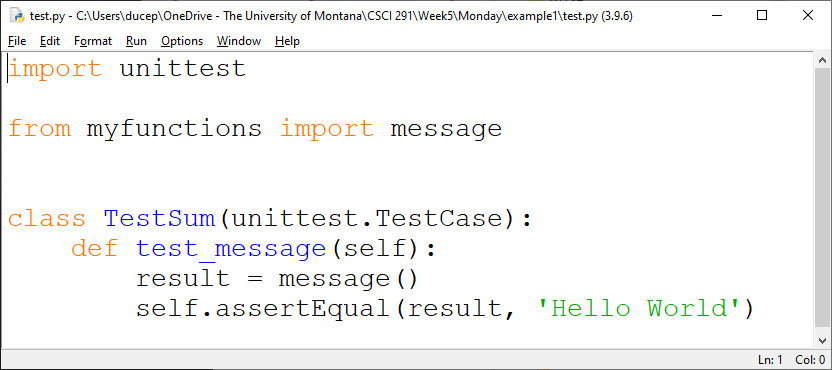 test.py - C:\Users\ducep\OneDrive - The University of Montana\CSCI 291\Week5\Monday\example1\test.py (3.9.6)
File Edit Format Run Options Window Help
import unittest
from myfunctions import message
class TestSum(unittest.TestCase):
    def test_message(self):
        result = message()
        self.assertEqual(result, 'Hello World')
Ln: 1 Col: 0